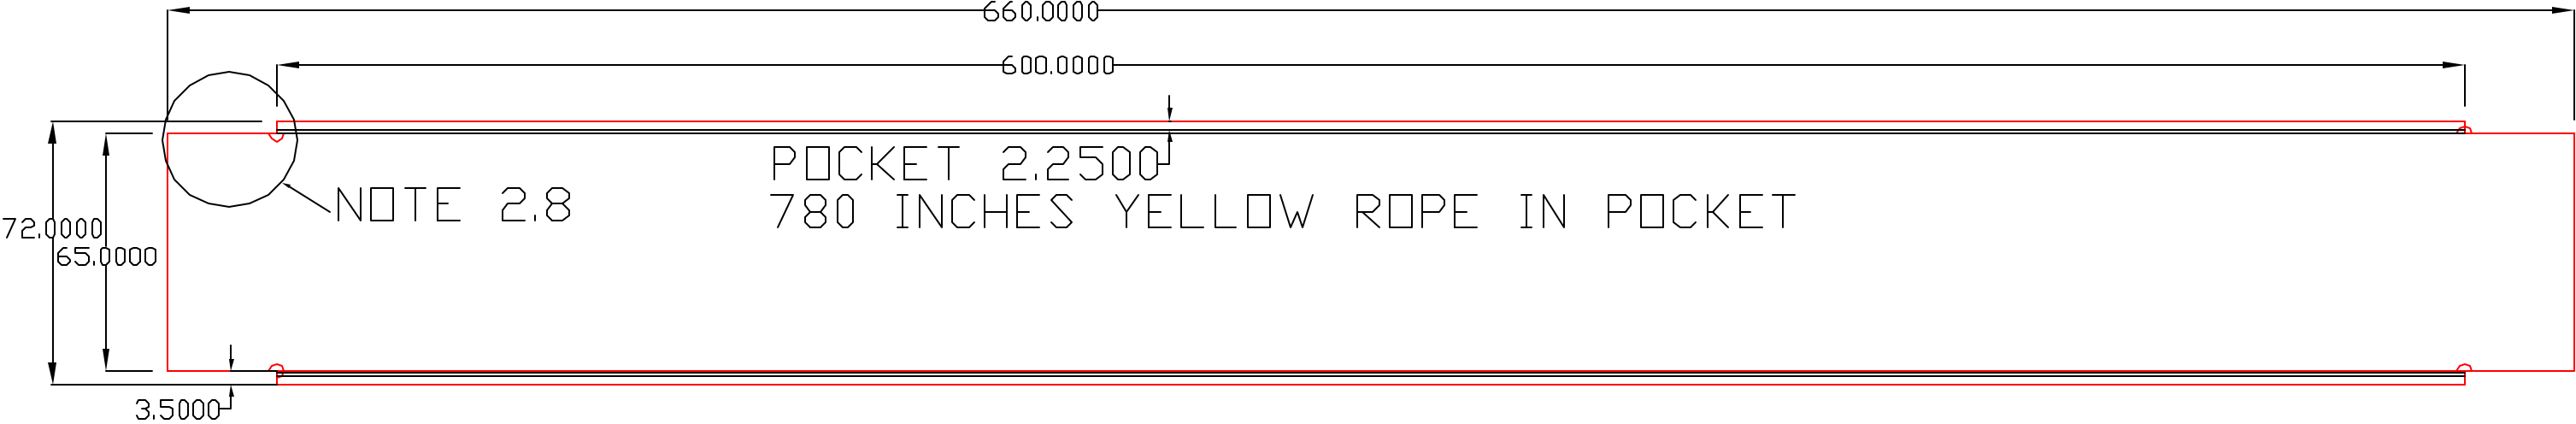 660.0000
600.0000
POCKET 2.2500
NOTE 2.8
780 INCHES YELLOW ROPE IN POCKET
72.0000
65.0000
3.5000